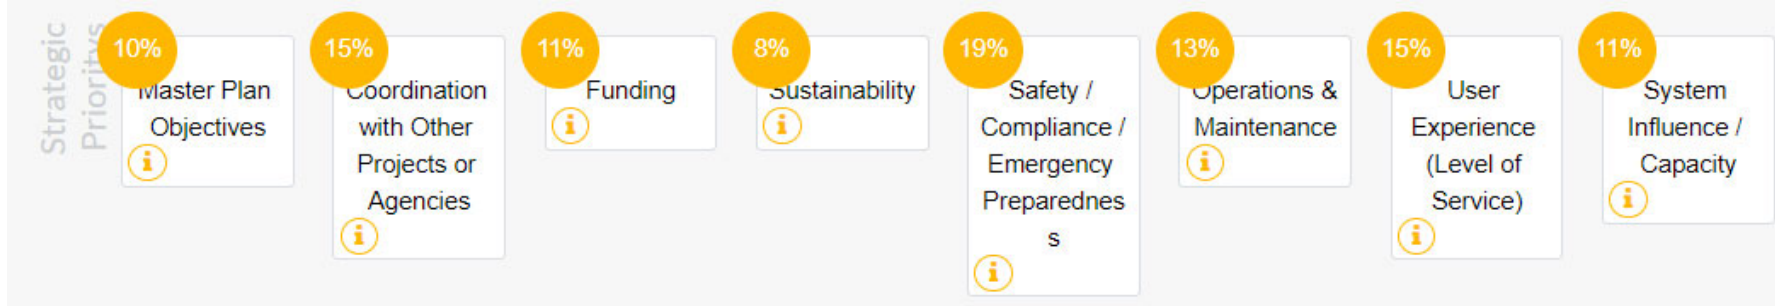 Strategic
Prioritys
10%
Master Plan
Objectives
i
15%
Coordination
with Other
Projects or
Agencies
i
11%
Funding
i
8%
Sustainability
i
19%
Safety /
Compliance /
Emergency
Preparednes
s
i
13%
Operations &
Maintenance
i
15%
User
Experience
(Level of
Service)
i
11%
System
Influence /
Capacity
i